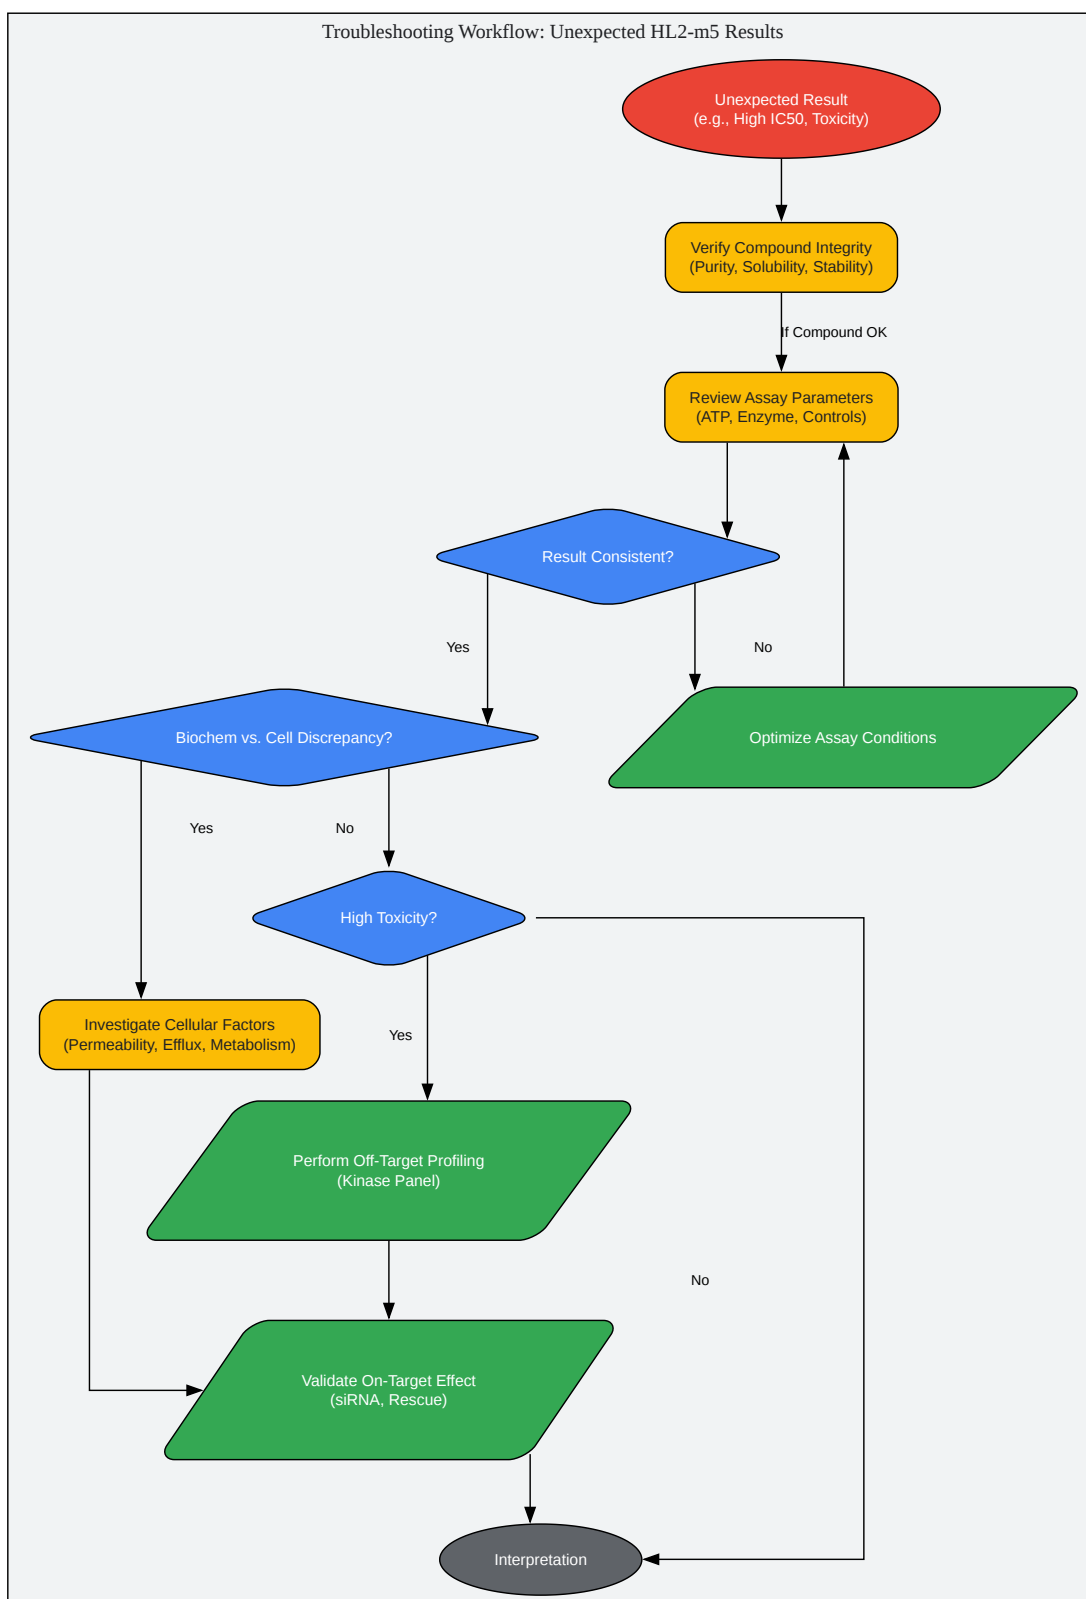 Troubleshooting Workflow: Unexpected HL2-m5 Results
Unexpected Result
(e.g., High IC50, Toxicity)
Verify Compound Integrity
(Purity, Solubility, Stability)
If Compound OK
Review Assay Parameters
(ATP, Enzyme, Controls)
Result Consistent?
Yes
No
Biochem vs. Cell Discrepancy?
Optimize Assay Conditions
Yes
No
High Toxicity?
Investigate Cellular Factors
(Permeability, Efflux, Metabolism)
Yes
Perform Off-Target Profiling
(Kinase Panel)
No
Validate On-Target Effect
(siRNA, Rescue)
Interpretation